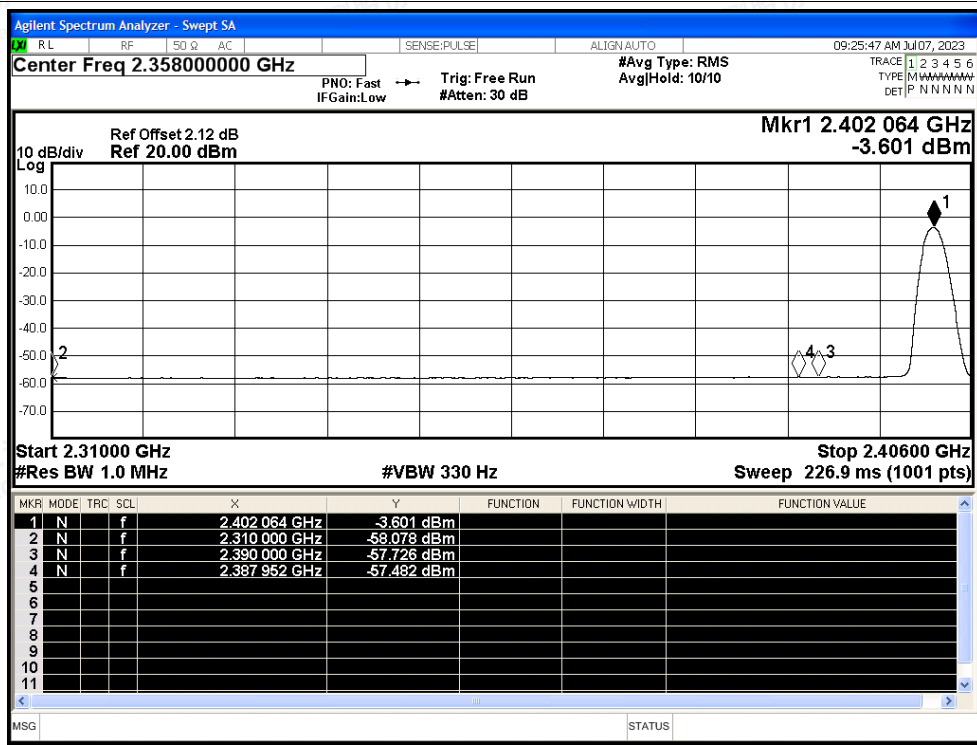 Agilent Spectrum Analyzer - Swept SA
LXI RL RF 50 Ω AC SENSE:PULSE ALIGN AUTO 09:25:47 AM Jul 07, 2023
Center Freq 2.358000000 GHz #Avg Type: RMS TRACE 1 2 3 4 5 6
PNO: Fast Trig: Free Run Avg|Hold: 10/10 TYPE M WWWWW
IFGain:Low #Atten: 30 dB DET P N N N N N
Mkr1 2.402 064 GHz
Ref Offset 2.12 dB
10 dB/div Ref 20.00 dBm -3.601 dBm
Log
10.0
1
0.00
-10.0
-20.0
-30.0
-40.0
-50.0 2 4 3
-60.0
-70.0
Start 2.31000 GHz Stop 2.40600 GHz
#Res BW 1.0 MHz #VBW 330 Hz Sweep 226.9 ms (1001 pts)
MKR MODE TRC SCL X Y FUNCTION FUNCTION WIDTH FUNCTION VALUE
1 N f 2.402 064 GHz -3.601 dBm
2 N f 2.310 000 GHz -58.078 dBm
3 N f 2.390 000 GHz -57.726 dBm
4 N f 2.387 952 GHz -57.482 dBm
5
6
7
8
9
10
11
MSG STATUS